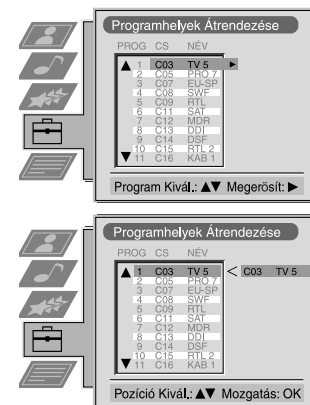 Programhelyek Átrendezése
PROG CS NÉV
1 C03 TV 5
2 C05 PRO 7
3 C07 EU-SP
4 C08 SWF
5 C09 RTL
6 C11 SAT
7 C12 MDR
8 C13 DDI
9 C14 DSF
10 C15 RTL 2
11 C16 KAB 1
Program Kivál.: ▲▼ Megerösít: ►
Programhelyek Átrendezése
PROG CS NÉV
1 C03 TV 5 < C03 TV 5
2 C05 PRO 7
3 C07 EU-SP
4 C08 SWF
5 C09 RTL
6 C11 SAT
7 C12 MDR
8 C13 DDI
9 C14 DSF
10 C15 RTL 2
11 C16 KAB 1
Pozíció Kivál.: ▲▼ Mozgatás: OK